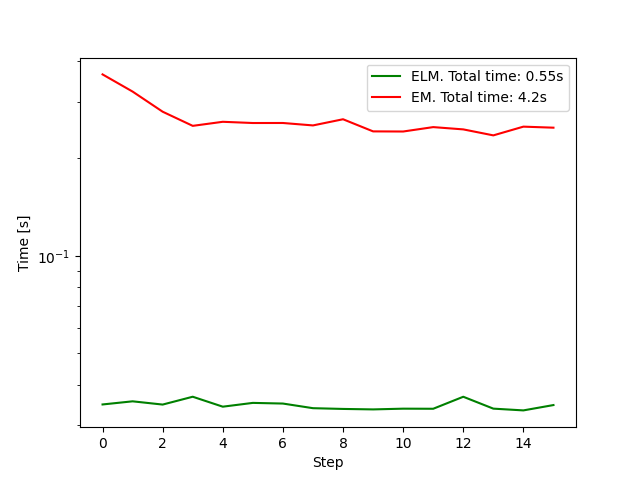 ELM. Total time: 0.55s
EM. Total time: 4.2s
Time [s]
10⁻¹
0 2 4 6 8 10 12 14
Step